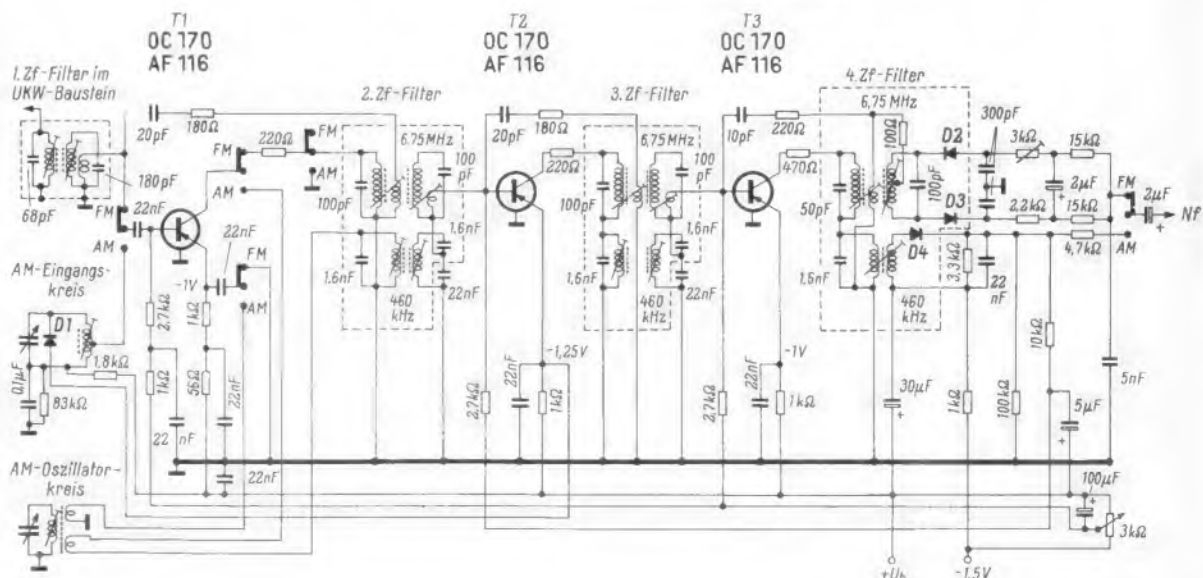 T1
OC 170
AF 116
T2
OC 170
AF 116
T3
OC 170
AF 116
1. Zf-Filter im
UKW-Baustein
180pF
68pF
FM
22nF
AM
20pF
180Ω
FM
AM
220Ω
FM
AM
2. Zf-Filter
6,75MHz
100
pF
100pF
1,6nF
1,6nF
22nF
460
kHz
20pF
180Ω
220Ω
3. Zf-Filter
6,75MHz
100
pF
100pF
1,6nF
1,6nF
22nF
460
kHz
10pF
220Ω
470Ω
4. Zf-Filter
6,75 MHz
100Ω
50pF
100pF
1,6nF
460
kHz
D2
D3
D4
300pF
3kΩ
15kΩ
2µF
2,2kΩ
15kΩ
4,7kΩ
FM
AM
2µF
+
Nf
3,3kΩ
22
nF
10kΩ
5nF
AM-Eingangs-
kreis
D1
0,1µF
83kΩ
1,8kΩ
22nF
FM
AM
-1V
2,7kΩ
1kΩ
1kΩ
56Ω
22
nF
22nF
22nF
-1,25V
2,7kΩ
22nF
1kΩ
-1V
2,7kΩ
22nF
1kΩ
30µF
+
1kΩ
100kΩ
5µF
+
100µF
+
3kΩ
AM-Oszillator-
kreis
+Ub
-1,5V